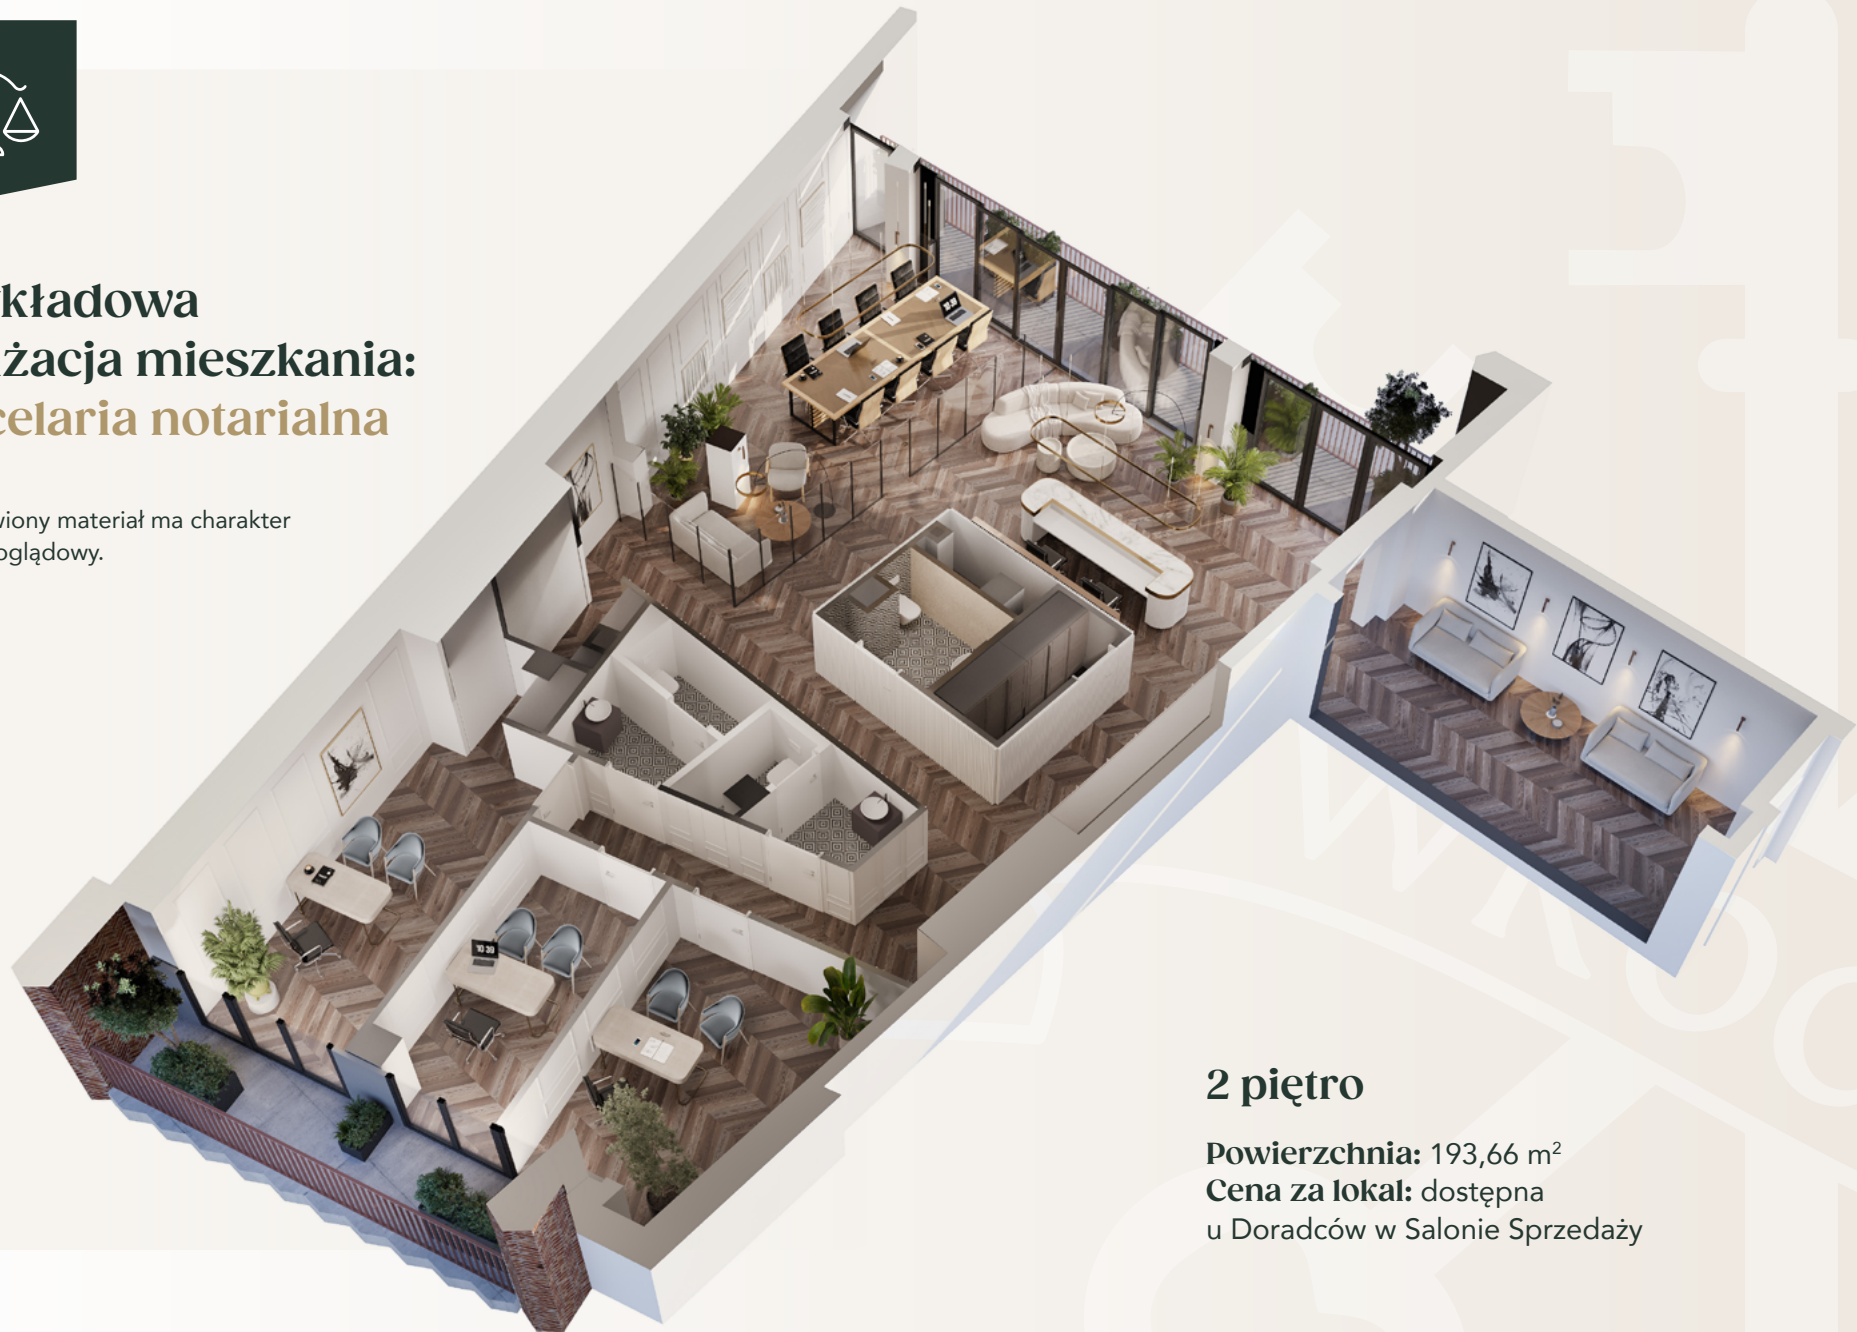 kładowa
żacja mieszkania:
celaria notarialna
wiony materiał ma charakter
oglądowy.
2 piętro
Powierzchnia: 193,66 m²
Cena za lokal: dostępna
u Doradców w Salonie Sprzedaży